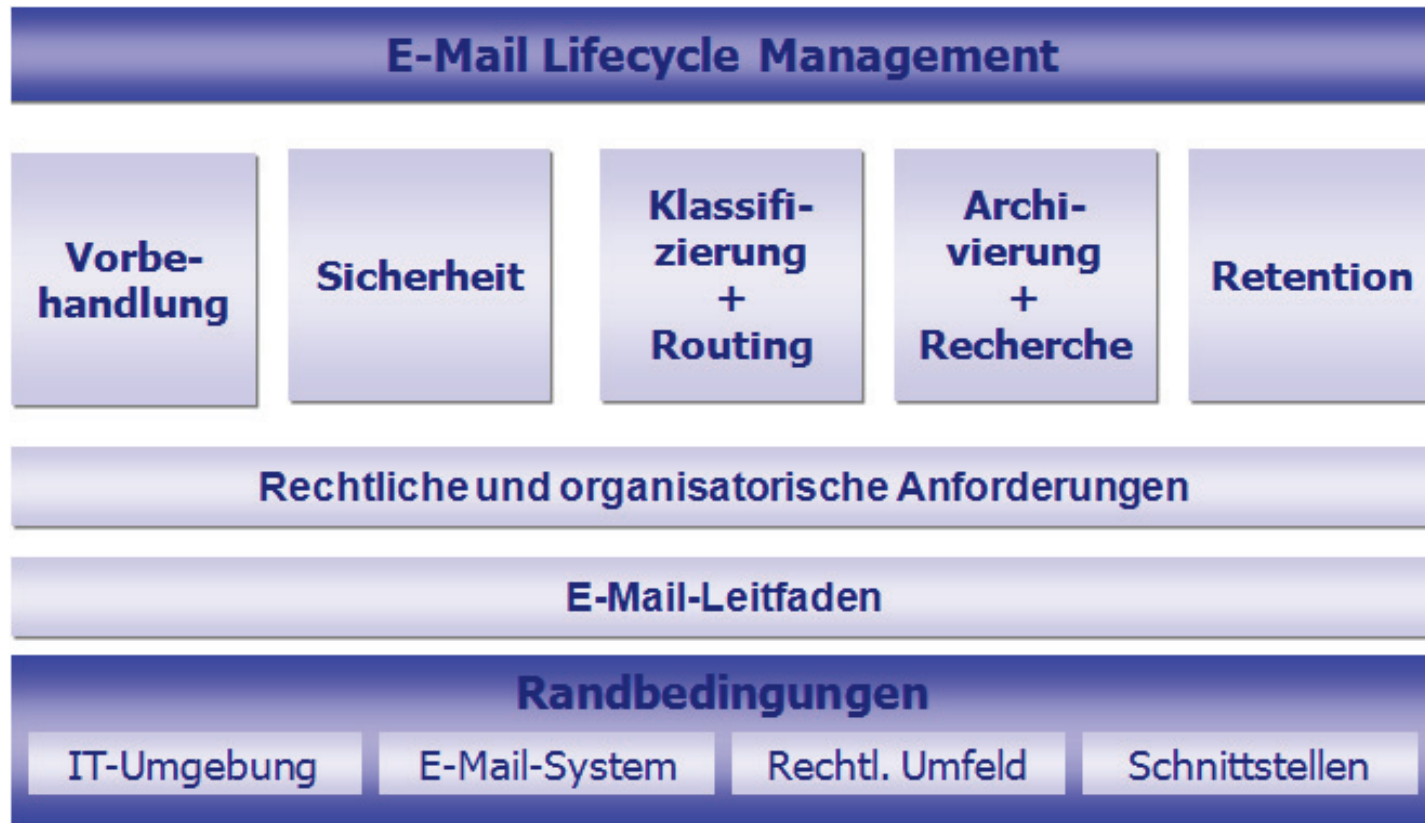 E-Mail Lifecycle Management
Vorbe-
handlung
Sicherheit
Klassifi-
zierung
+
Routing
Archi-
vierung
+
Recherche
Retention
Rechtliche und organisatorische Anforderungen
E-Mail-Leitfaden
Randbedingungen
IT-Umgebung
E-Mail-System
Rechtl. Umfeld
Schnittstellen